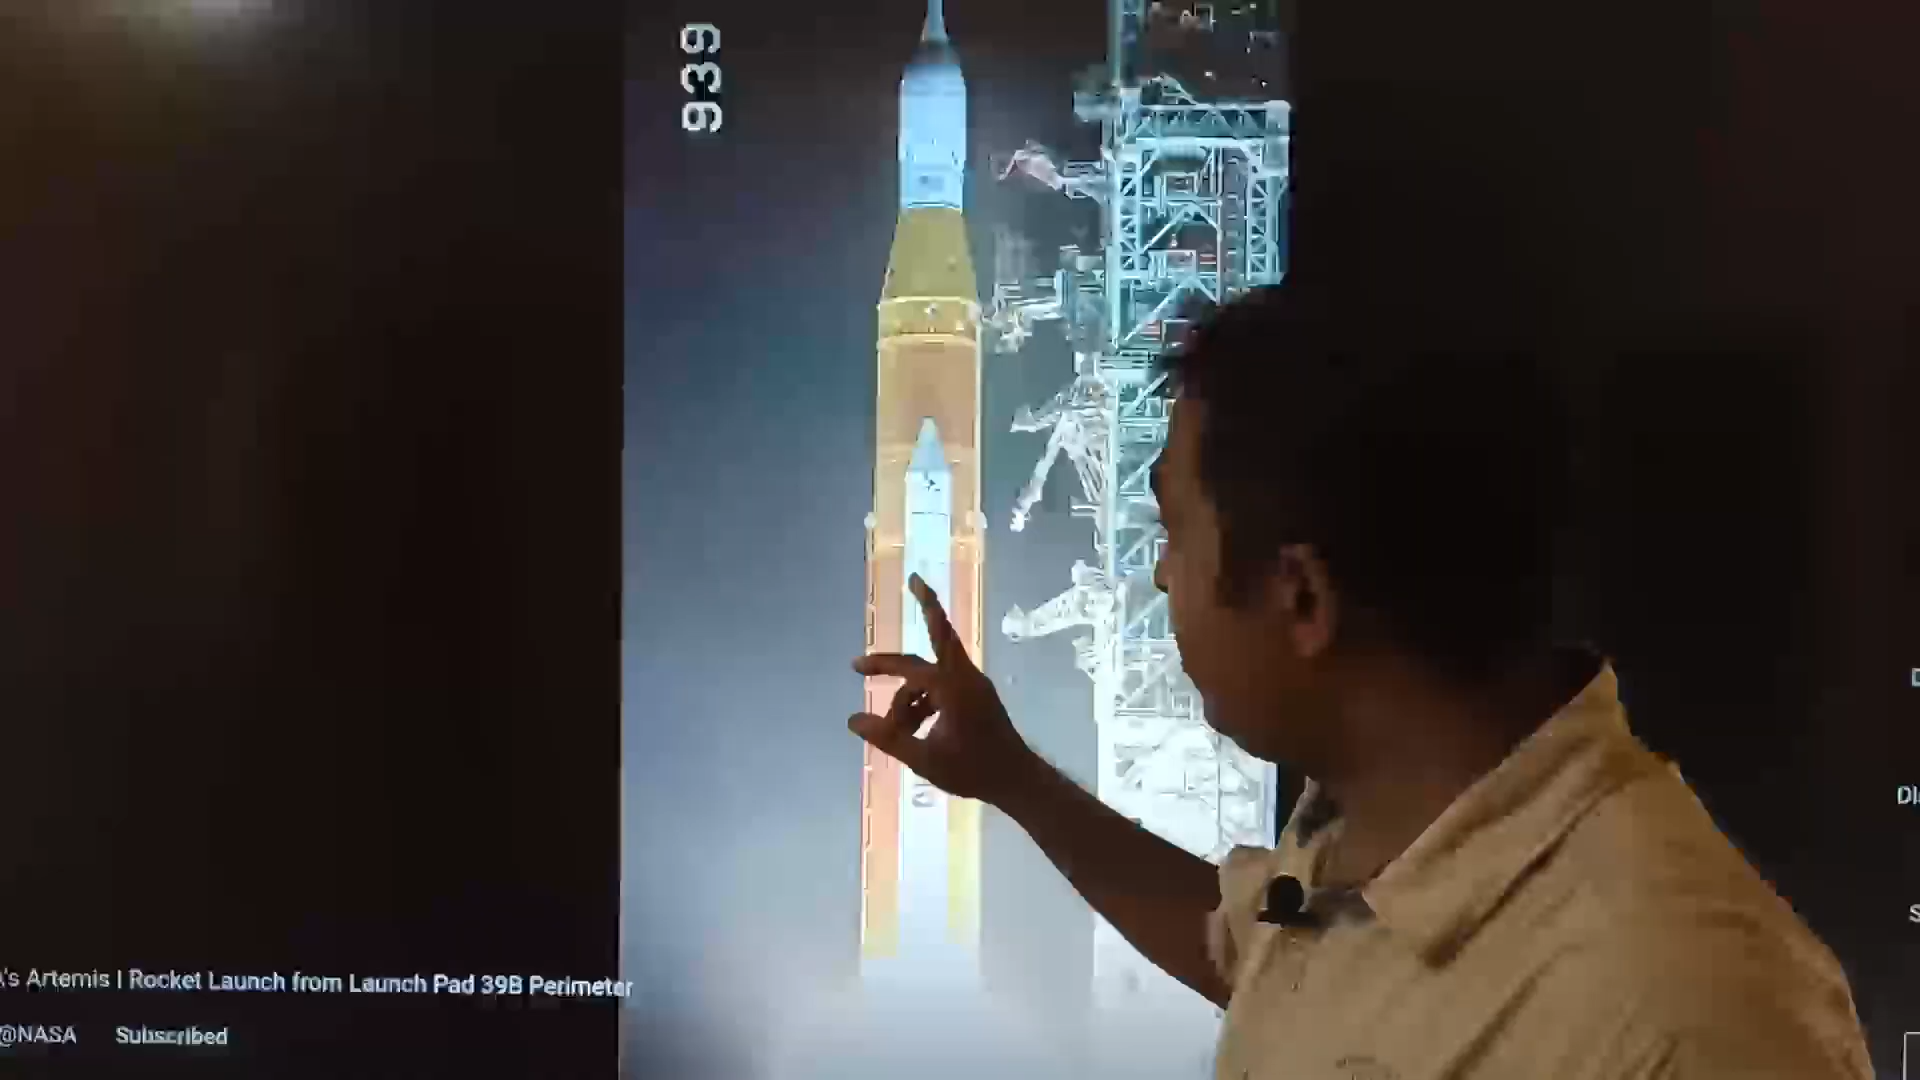 939
's Artemis I Rocket Launch from Launch Pad 39B Perimeter
@NASA Subscribed